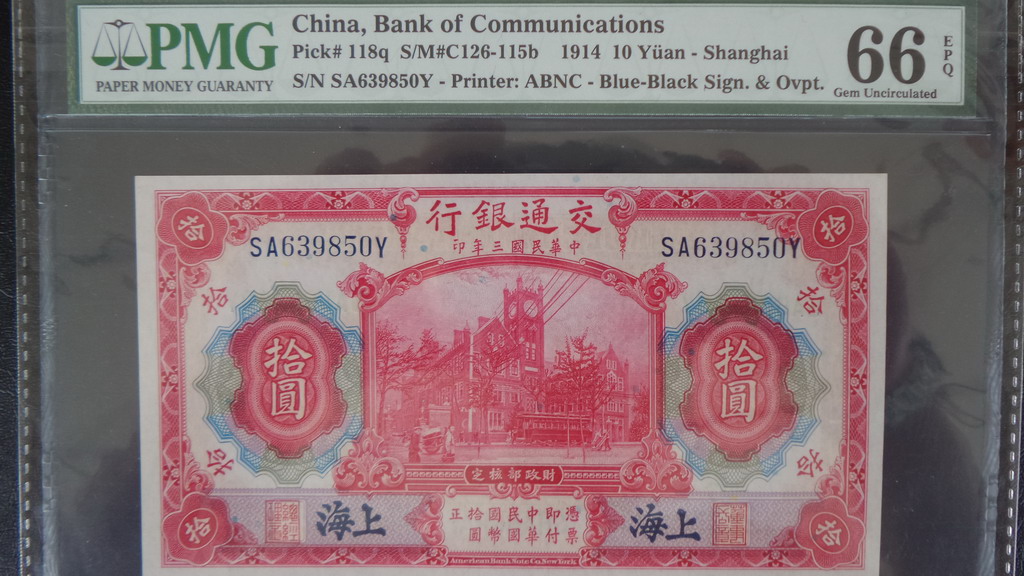 PMG
PAPER MONEY GUARANTY
China, Bank of Communications
Pick# 118q S/M#C126-115b 1914 10 Yüan - Shanghai
S/N SA639850Y - Printer: ABNC - Blue-Black Sign. & Ovpt.
66
EPQ
Gem Uncirculated
拾
交通銀行
拾
中華民國三年印
SA639850Y
SA639850Y
拾
拾
拾圓
拾圓
拾
拾
財政部核定
上海
憑票即付中華民國國幣拾圓正
上海
拾
拾
American Bank Note Co. New York